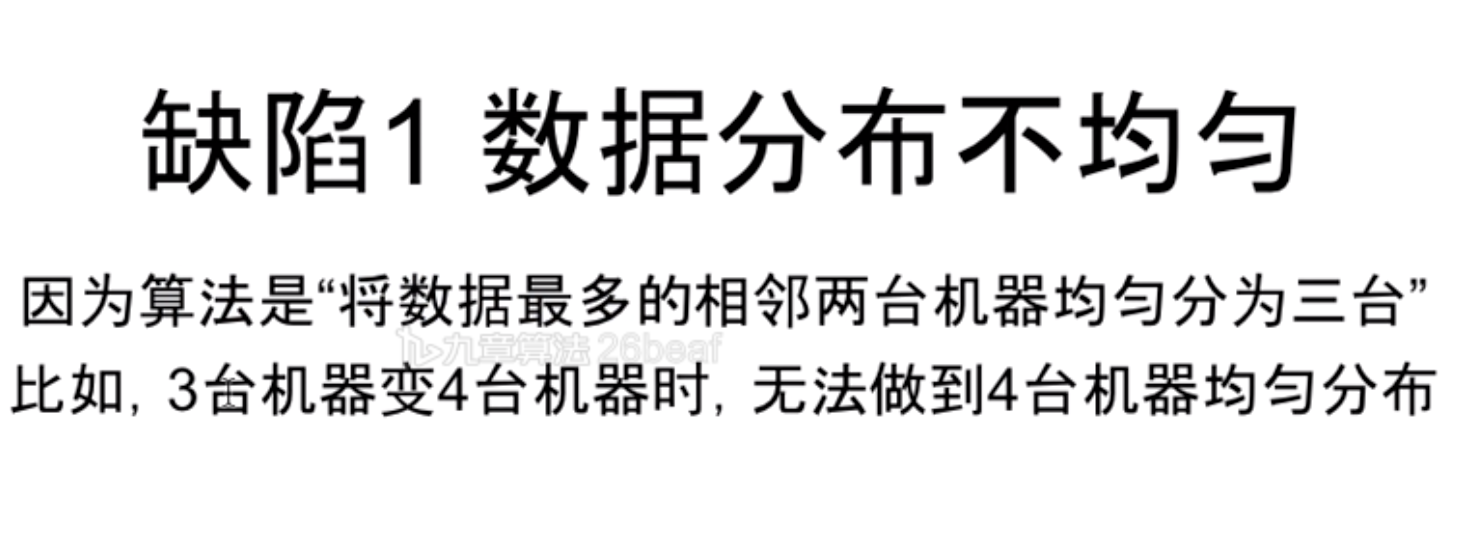 缺陷1 数据分布不均匀
因为算法是“将数据最多的相邻两台机器均匀分为三台”
九章算法 26beaf
比如, 3台机器变4台机器时, 无法做到4台机器均匀分布